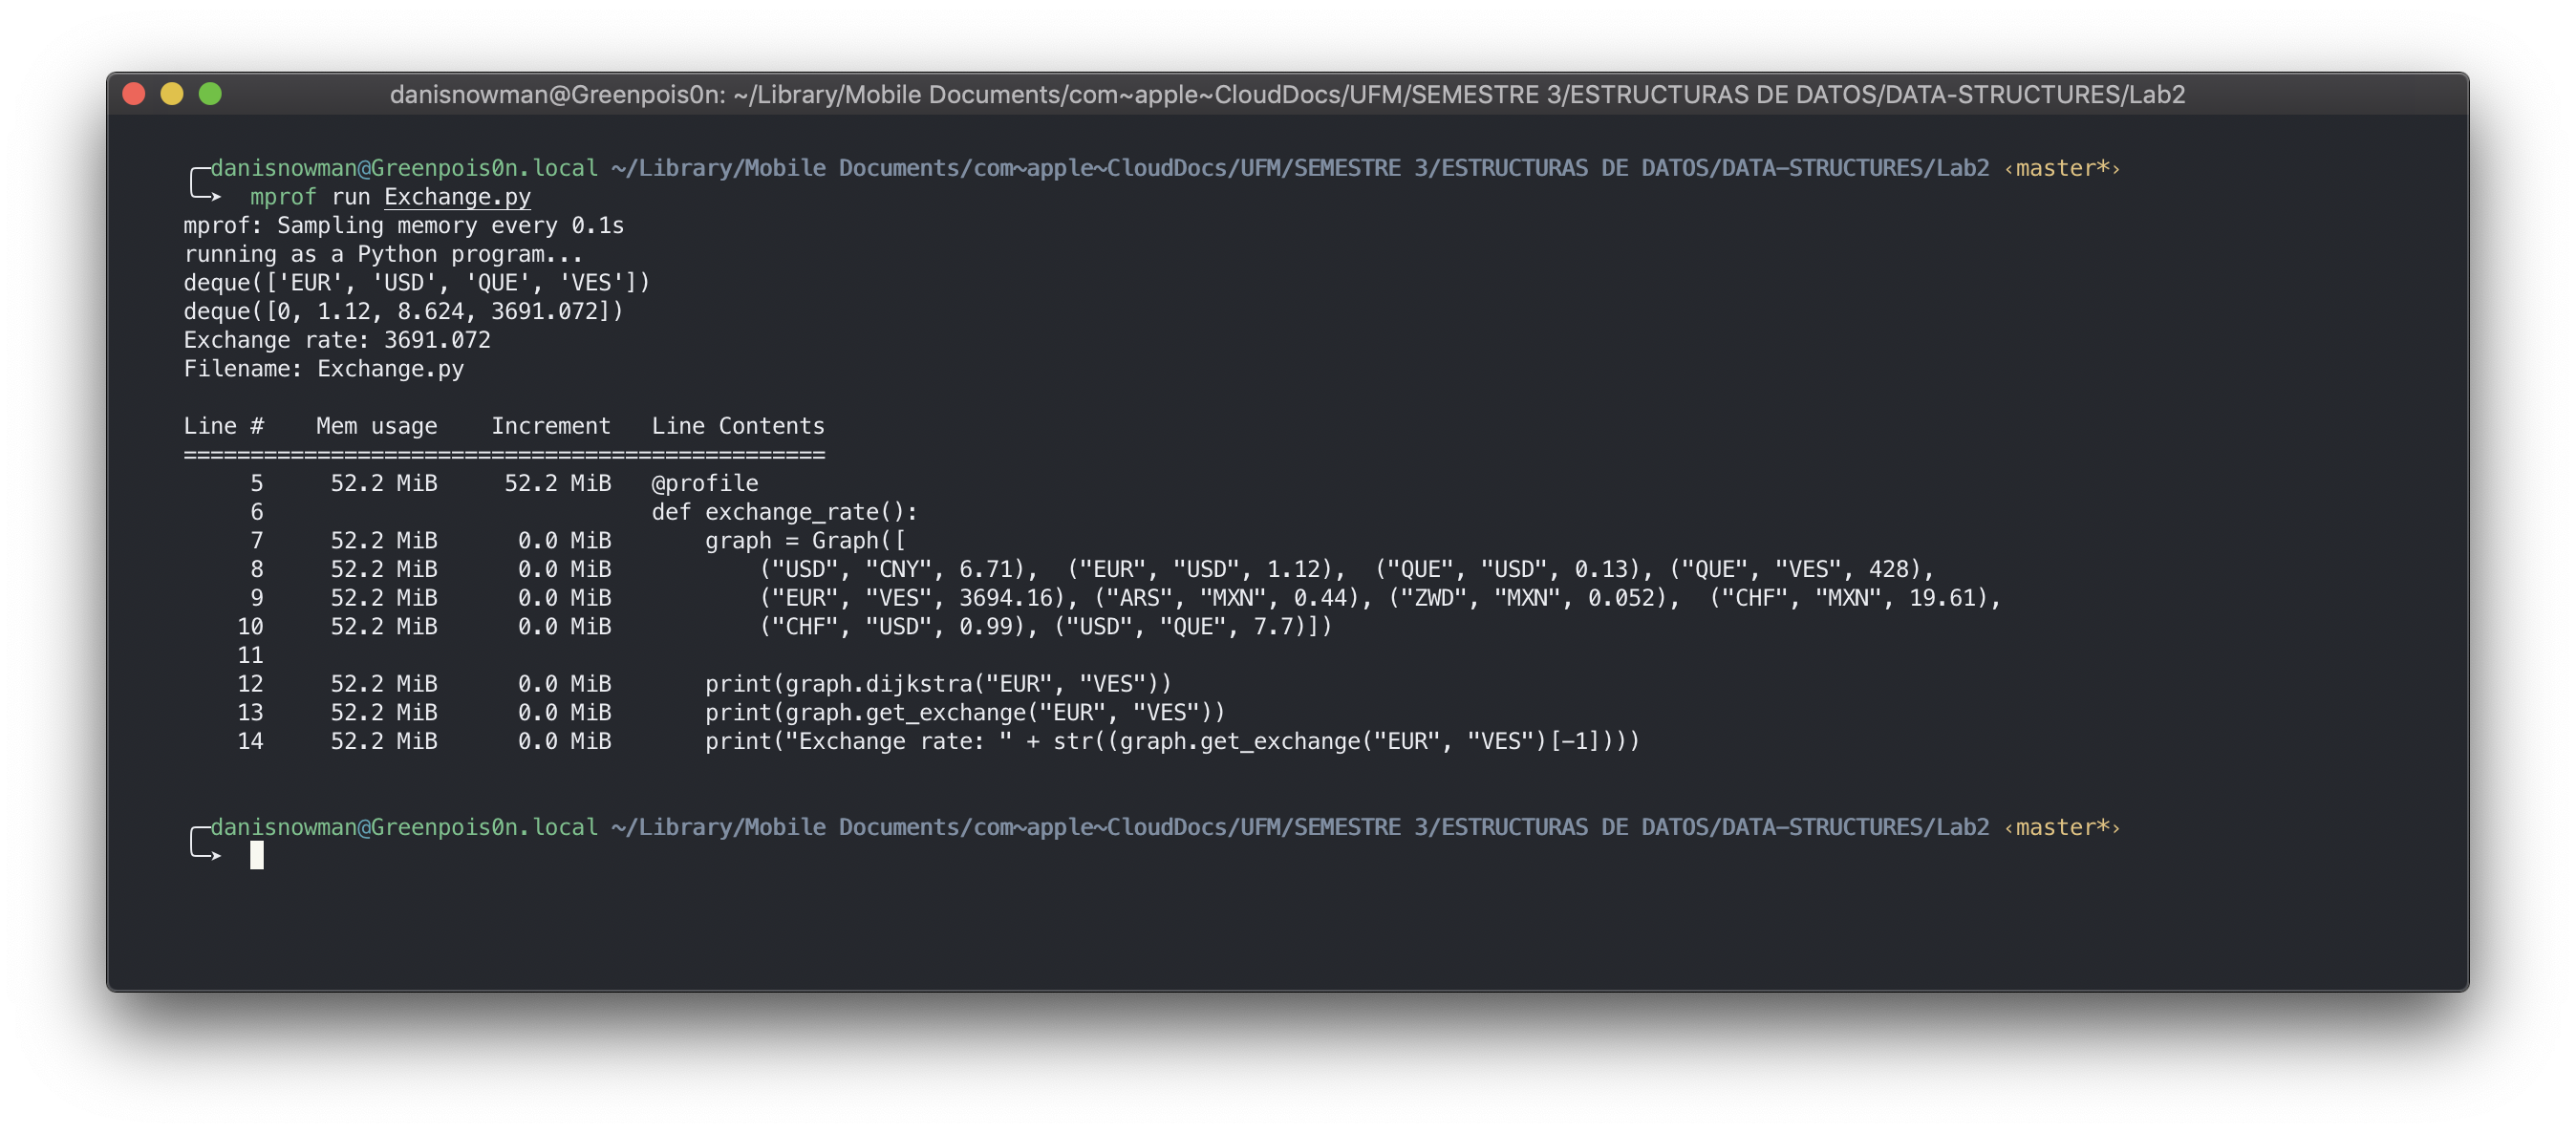 danisnowman@Greenpois0n: ~/Library/Mobile Documents/com~apple~CloudDocs/UFM/SEMESTRE 3/ESTRUCTURAS DE DATOS/DATA-STRUCTURES/Lab2
╭─danisnowman@Greenpois0n.local ~/Library/Mobile Documents/com~apple~CloudDocs/UFM/SEMESTRE 3/ESTRUCTURAS DE DATOS/DATA-STRUCTURES/Lab2 ‹master*›
╰─➤  mprof run Exchange.py
mprof: Sampling memory every 0.1s
running as a Python program...
deque(['EUR', 'USD', 'QUE', 'VES'])
deque([0, 1.12, 8.624, 3691.072])
Exchange rate: 3691.072
Filename: Exchange.py
Line #    Mem usage    Increment   Line Contents
================================================
     5     52.2 MiB     52.2 MiB   @profile
     6                             def exchange_rate():
     7     52.2 MiB      0.0 MiB       graph = Graph([
     8     52.2 MiB      0.0 MiB           ("USD", "CNY", 6.71),  ("EUR", "USD", 1.12),  ("QUE", "USD", 0.13), ("QUE", "VES", 428),
     9     52.2 MiB      0.0 MiB           ("EUR", "VES", 3694.16), ("ARS", "MXN", 0.44), ("ZWD", "MXN", 0.052),  ("CHF", "MXN", 19.61),
    10     52.2 MiB      0.0 MiB           ("CHF", "USD", 0.99), ("USD", "QUE", 7.7)])
    11
    12     52.2 MiB      0.0 MiB       print(graph.dijkstra("EUR", "VES"))
    13     52.2 MiB      0.0 MiB       print(graph.get_exchange("EUR", "VES"))
    14     52.2 MiB      0.0 MiB       print("Exchange rate: " + str((graph.get_exchange("EUR", "VES")[-1])))
╭─danisnowman@Greenpois0n.local ~/Library/Mobile Documents/com~apple~CloudDocs/UFM/SEMESTRE 3/ESTRUCTURAS DE DATOS/DATA-STRUCTURES/Lab2 ‹master*›
╰─➤